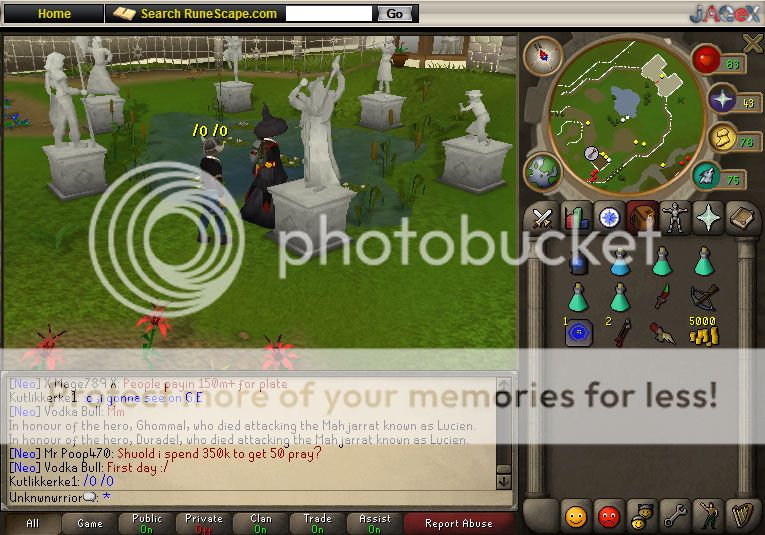 Home
Search RuneScape.com
Go
JAGEX
/0 /0
83
43
76
75
photobucket
1
2
5000
Protect more of your memories for less!
[Neo] X Mage789 X: People payin 150m+ for plate
Kutlikkerke1: o, i gonna see on G.E
[Neo] Vodka Bull: Mm
In honour of the hero, Ghommal, who died attacking the Mahjarrat known as Lucien.
In honour of the hero, Duradel, who died attacking the Mahjarrat known as Lucien.
[Neo] Mr Poop470: Shuold i spend 350k to get 50 pray?
[Neo] Vodka Bull: First day :/
Kutlikkerke1: /0 /0
Unknwnwrrior: *
All
Game
Public
On
Private
Off
Clan
On
Trade
On
Assist
On
Report Abuse